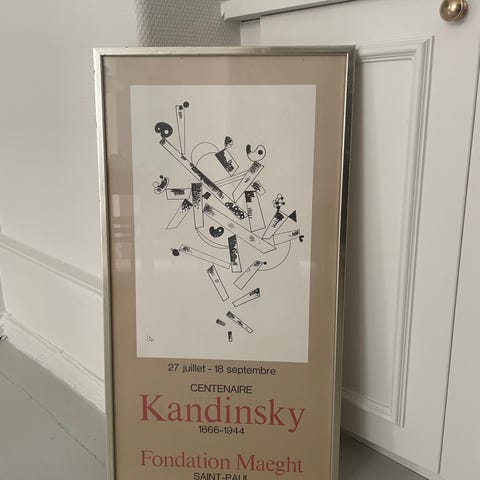 27 juillet - 18 septembre
CENTENAIRE
Kandinsky
1866-1944
Fondation Maeght
SAINT-PAUL